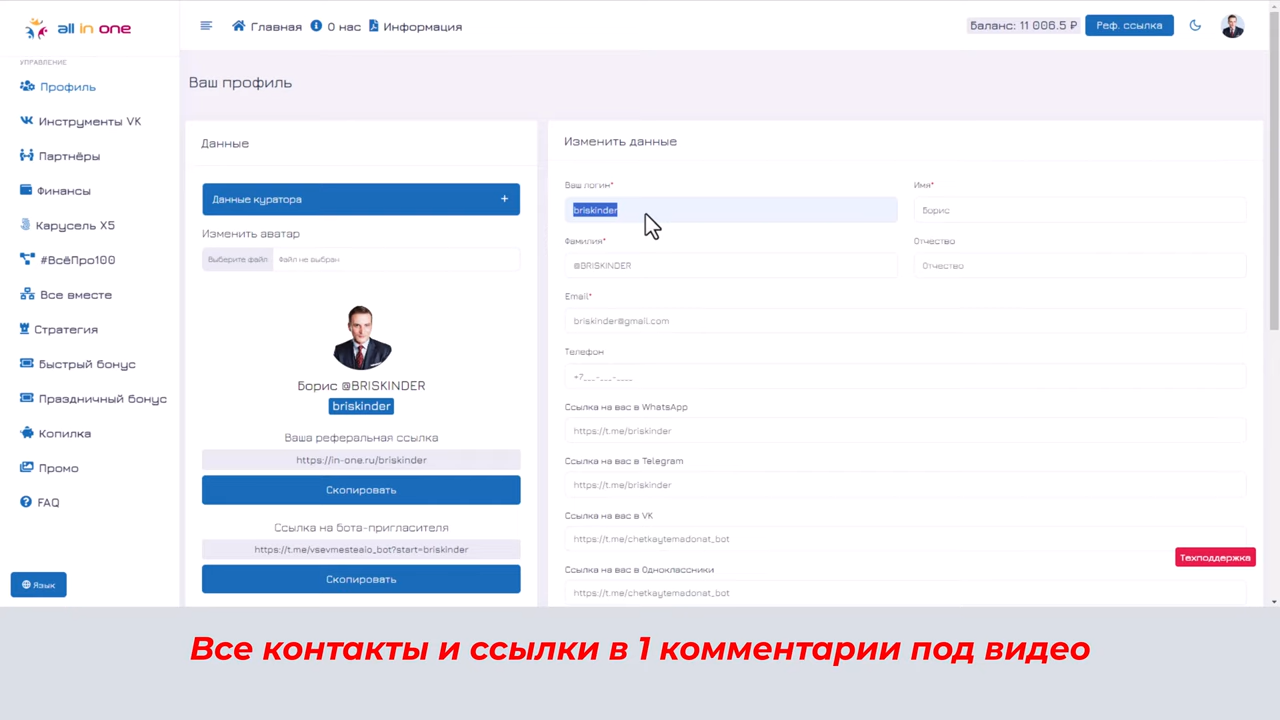 all in one
Главная
О нас
Информация
Баланс: 11 006.5 ₽
Реф. ссылка
УПРАВЛЕНИЕ
Профиль
Инструменты VK
Партнёры
Финансы
Карусель X5
#ВсёПро100
Все вместе
Стратегия
Быстрый бонус
Праздничный бонус
Копилка
Промо
FAQ
Язык
Ваш профиль
Данные
Данные куратора +
Изменить аватар
Выберите файл Файл не выбран
Борис @BRISKINDER
briskinder
Ваша реферальная ссылка
https://in-one.ru/briskinder
Скопировать
Ссылка на бота-пригласителя
https://t.me/vsevmesteaio_bot?start=briskinder
Скопировать
Изменить данные
Ваш логин*
briskinder
Имя*
Борис
Фамилия*
@BRISKINDER
Отчество
Отчество
Email*
briskinder@gmail.com
Телефон
+7___-___-____
Ссылка на вас в WhatsApp
https://t.me/briskinder
Ссылка на вас в Telegram
https://t.me/briskinder
Ссылка на вас в VK
https://t.me/chetkaytemadonat_bot
Ссылка на вас в Одноклассники
https://t.me/chetkaytemadonat_bot
Техподдержка
Все контакты и ссылки в 1 комментарии под видео